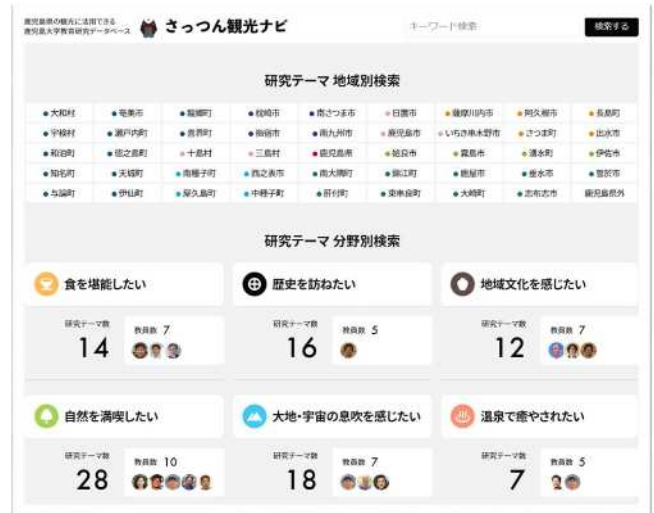 鹿児島県の観光に活用できる
鹿児島大学教育研究データベース
さっつん観光ナビ
キーワード検索
検索する
研究テーマ 地域別検索
大和村 奄美市 龍郷町 枕崎市 南さつま市 日置市 薩摩川内市 阿久根市 長島町
宇検村 瀬戸内町 喜界町 指宿市 南九州市 鹿児島市 いちき串木野市 さつま町 出水市
和泊町 徳之島町 十島村 三島村 鹿児島県 姶良市 霧島市 湧水町 伊佐市
知名町 天城町 南種子町 西之表市 南大隅町 錦江町 鹿屋市 垂水市 曽於市
与論町 伊仙町 屋久島町 中種子町 肝付町 東串良町 大崎町 志布志市 鹿児島県外
研究テーマ 分野別検索
食を堪能したい 歴史を訪ねたい 地域文化を感じたい
研究テーマ数 教員数 7 研究テーマ数 教員数 5 研究テーマ数 教員数 7
14 16 12
自然を満喫したい 大地・宇宙の息吹を感じたい 温泉で癒やされたい
研究テーマ数 教員数 10 研究テーマ数 教員数 7 研究テーマ数 教員数 5
28 18 7